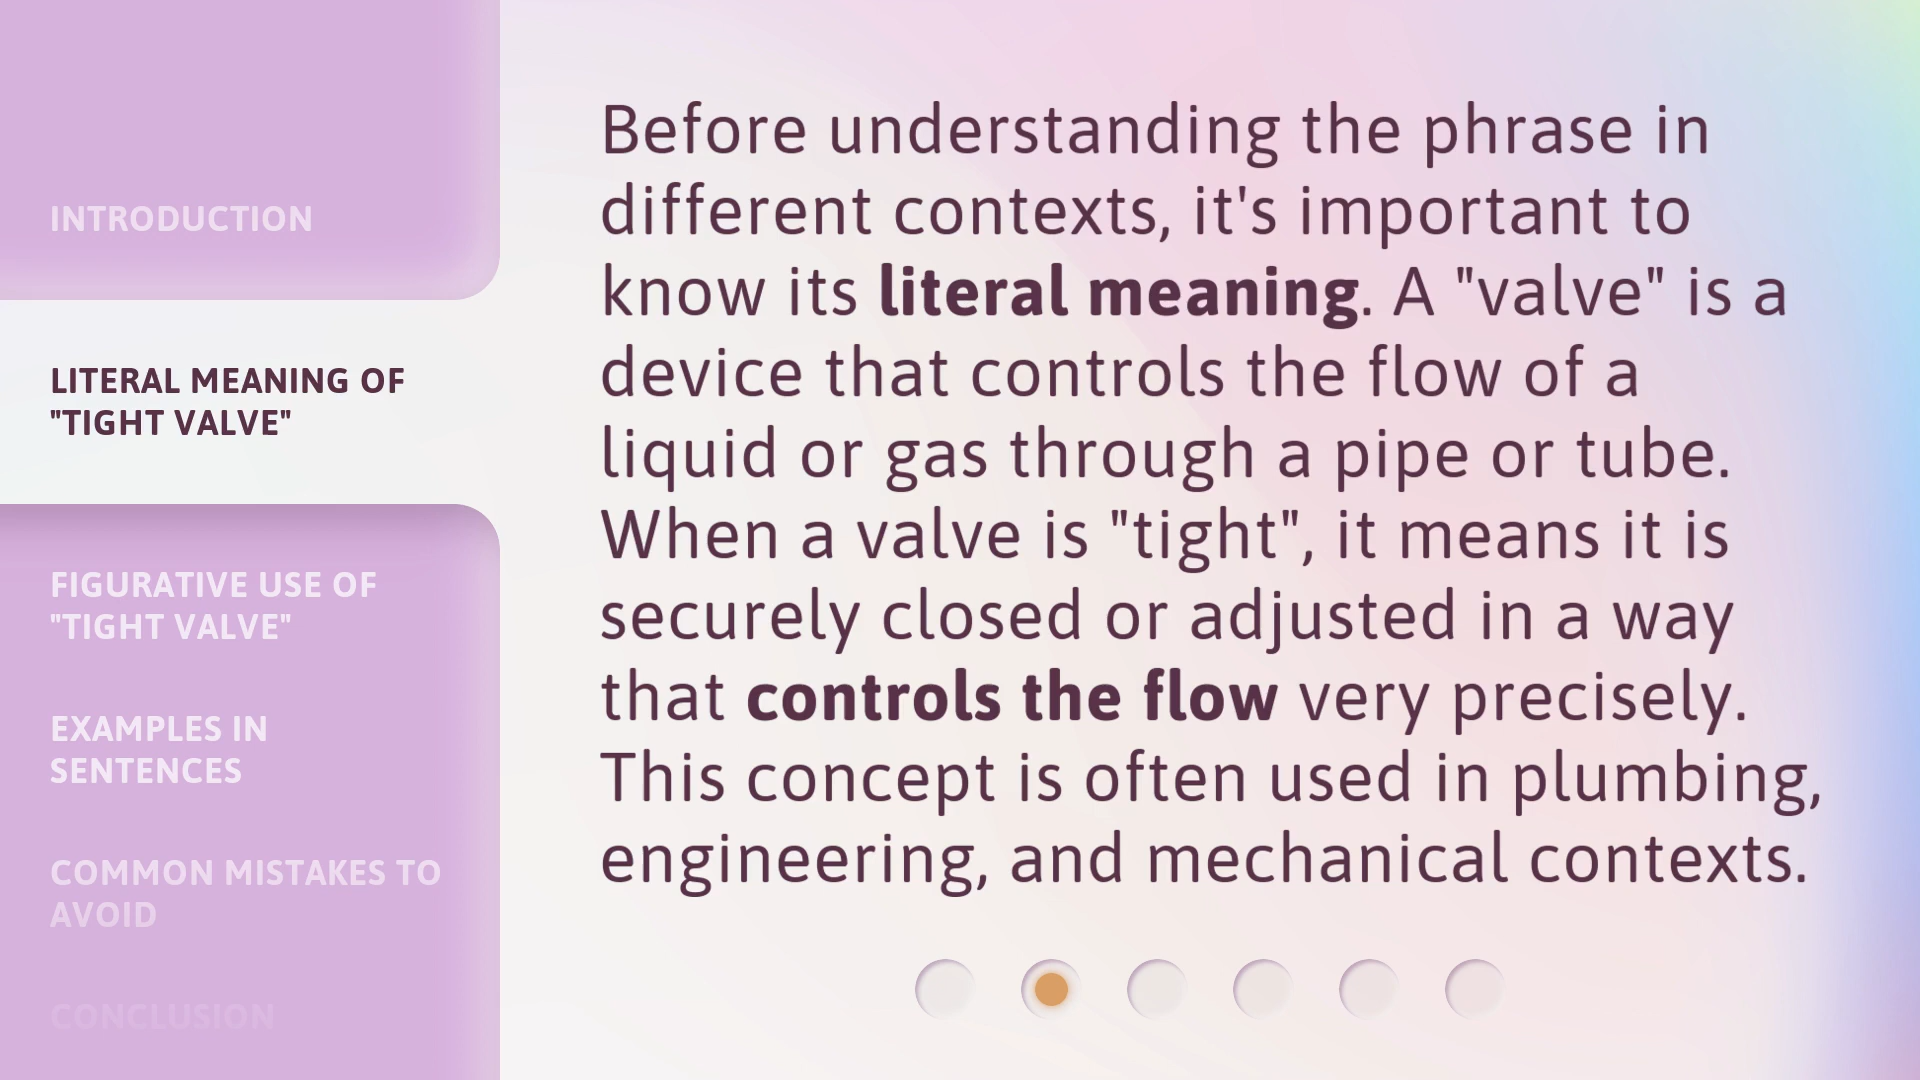 INTRODUCTION
LITERAL MEANING OF
"TIGHT VALVE"
FIGURATIVE USE OF
"TIGHT VALVE"
EXAMPLES IN
SENTENCES
COMMON MISTAKES TO
AVOID
CONCLUSION
Before understanding the phrase in
different contexts, it's important to
know its literal meaning. A "valve" is a
device that controls the flow of a
liquid or gas through a pipe or tube.
When a valve is "tight", it means it is
securely closed or adjusted in a way
that controls the flow very precisely.
This concept is often used in plumbing,
engineering, and mechanical contexts.